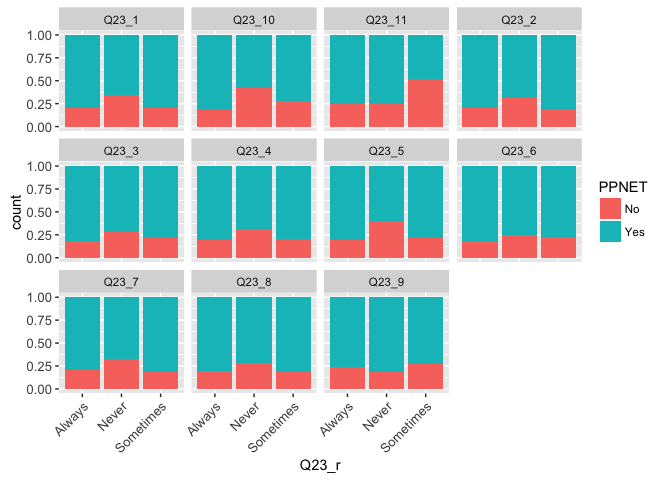 Q23_1 Q23_10 Q23_11 Q23_2
1.00
0.75
0.50
0.25
0.00
Q23_3 Q23_4 Q23_5 Q23_6
1.00
0.75
0.50
0.25
0.00
Q23_7 Q23_8 Q23_9
1.00
0.75
0.50
0.25
0.00
count
Always Never Sometimes Always Never Sometimes Always Never Sometimes
Q23_r
PPNET
No
Yes